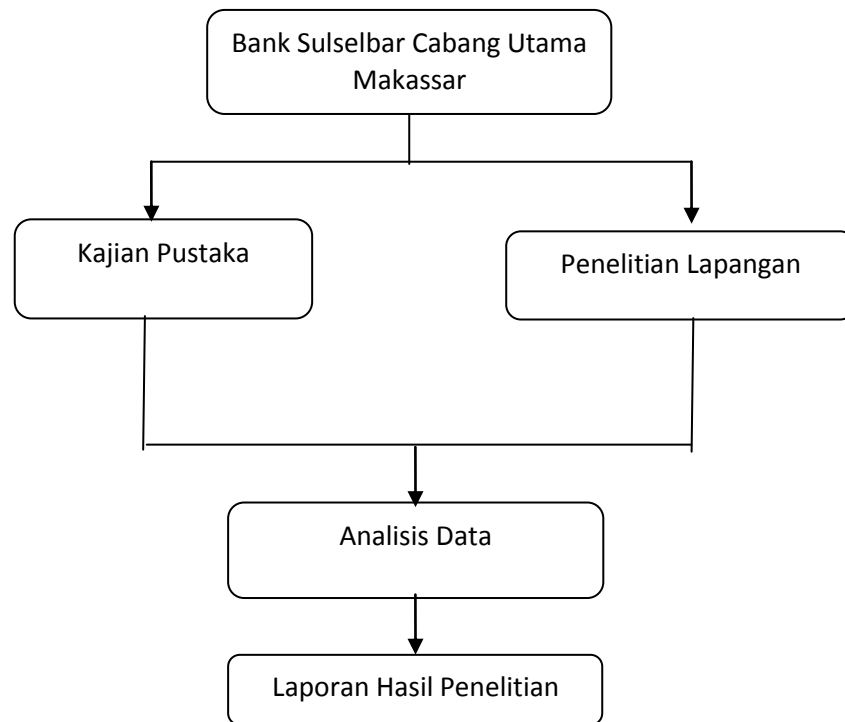 Bank Sulselbar Cabang Utama
Makassar
Kajian Pustaka
Penelitian Lapangan
Analisis Data
Laporan Hasil Penelitian